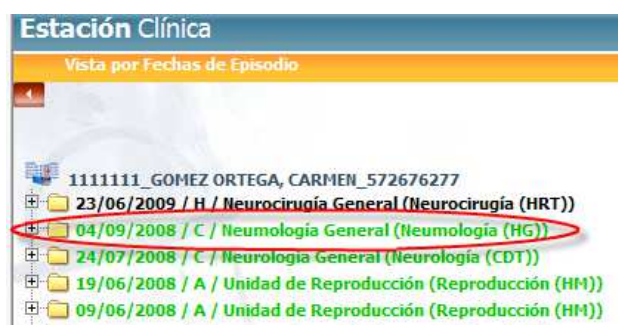 Estación Clínica
Vista por Fechas de Episodio
1111111_GOMEZ ORTEGA, CARMEN_572676277
23/06/2009 / H / Neurocirugía General (Neurocirugía (HRT))
04/09/2008 / C / Neumología General (Neumología (HG))
24/07/2008 / C / Neurología General (Neurología (CDT))
19/06/2008 / A / Unidad de Reproducción (Reproducción (HM))
09/06/2008 / A / Unidad de Reproducción (Reproducción (HM))